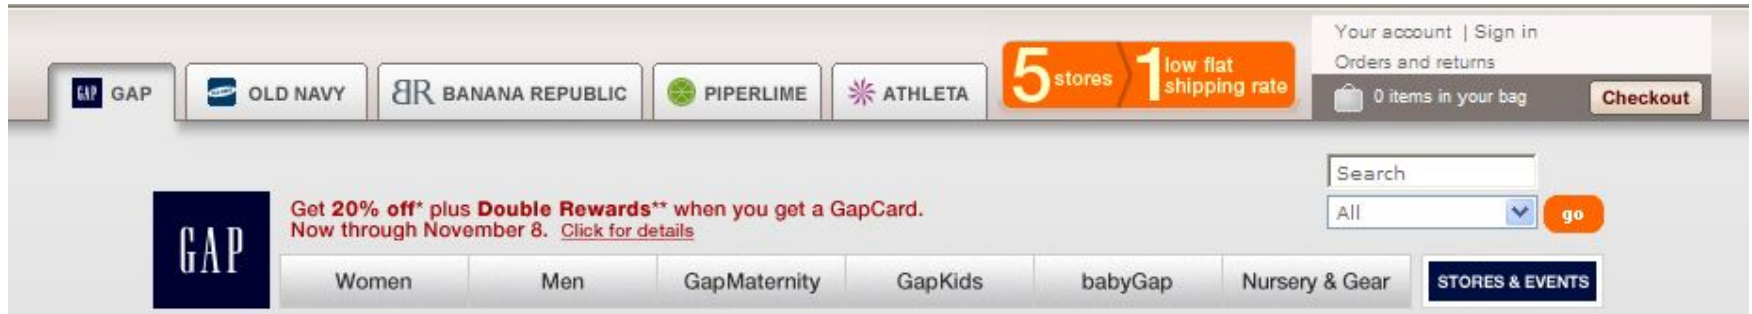 Your account | Sign in
Orders and returns
GAP GAP
OLD NAVY
BR BANANA REPUBLIC
PIPERLIME
ATHLETA
5 stores 1 low flat shipping rate
0 items in your bag
Checkout
Search
All
go
GAP
Get 20% off* plus Double Rewards** when you get a GapCard.
Now through November 8. Click for details
Women Men GapMaternity GapKids babyGap Nursery & Gear STORES & EVENTS